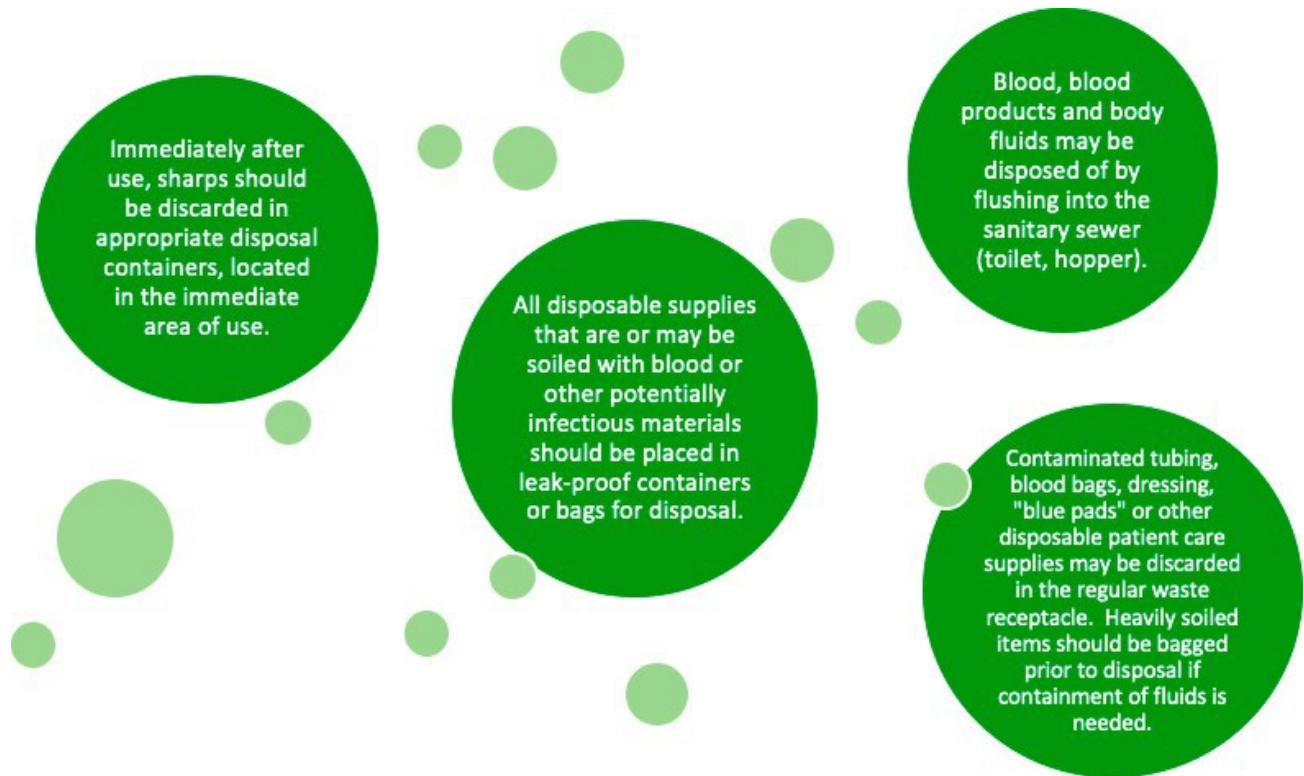 Immediately after
use, sharps should
be discarded in
appropriate disposal
containers, located
in the immediate
area of use.
All disposable supplies
that are or may be
soiled with blood or
other potentially
infectious materials
should be placed in
leak-proof containers
or bags for disposal.
Blood, blood
products and body
fluids may be
disposed of by
flushing into the
sanitary sewer
(toilet, hopper).
Contaminated tubing,
blood bags, dressing,
"blue pads" or other
disposable patient care
supplies may be discarded
in the regular waste
receptacle.  Heavily soiled
items should be bagged
prior to disposal if
containment of fluids is
needed.